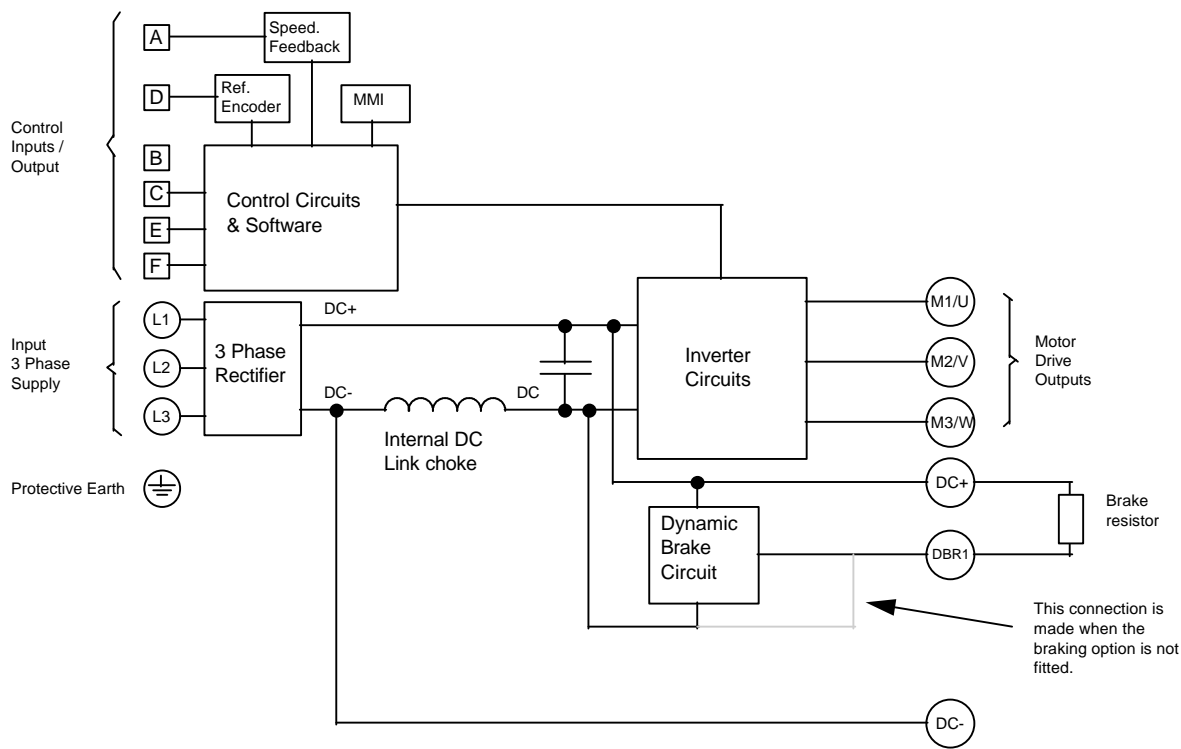 A
Speed.
Feedback
D
Ref.
Encoder
MMI
Control
Inputs /
Output
B
C
E
F
Control Circuits
& Software
Input
3 Phase
Supply
L1
L2
L3
3 Phase
Rectifier
DC+
DC-
DC
Internal DC
Link choke
Inverter
Circuits
M1/U
M2/V
M3/W
Motor
Drive
Outputs
Protective Earth
DC+
DBR1
Brake
resistor
Dynamic
Brake
Circuit
This connection is
made when the
braking option is not
fitted.
DC-